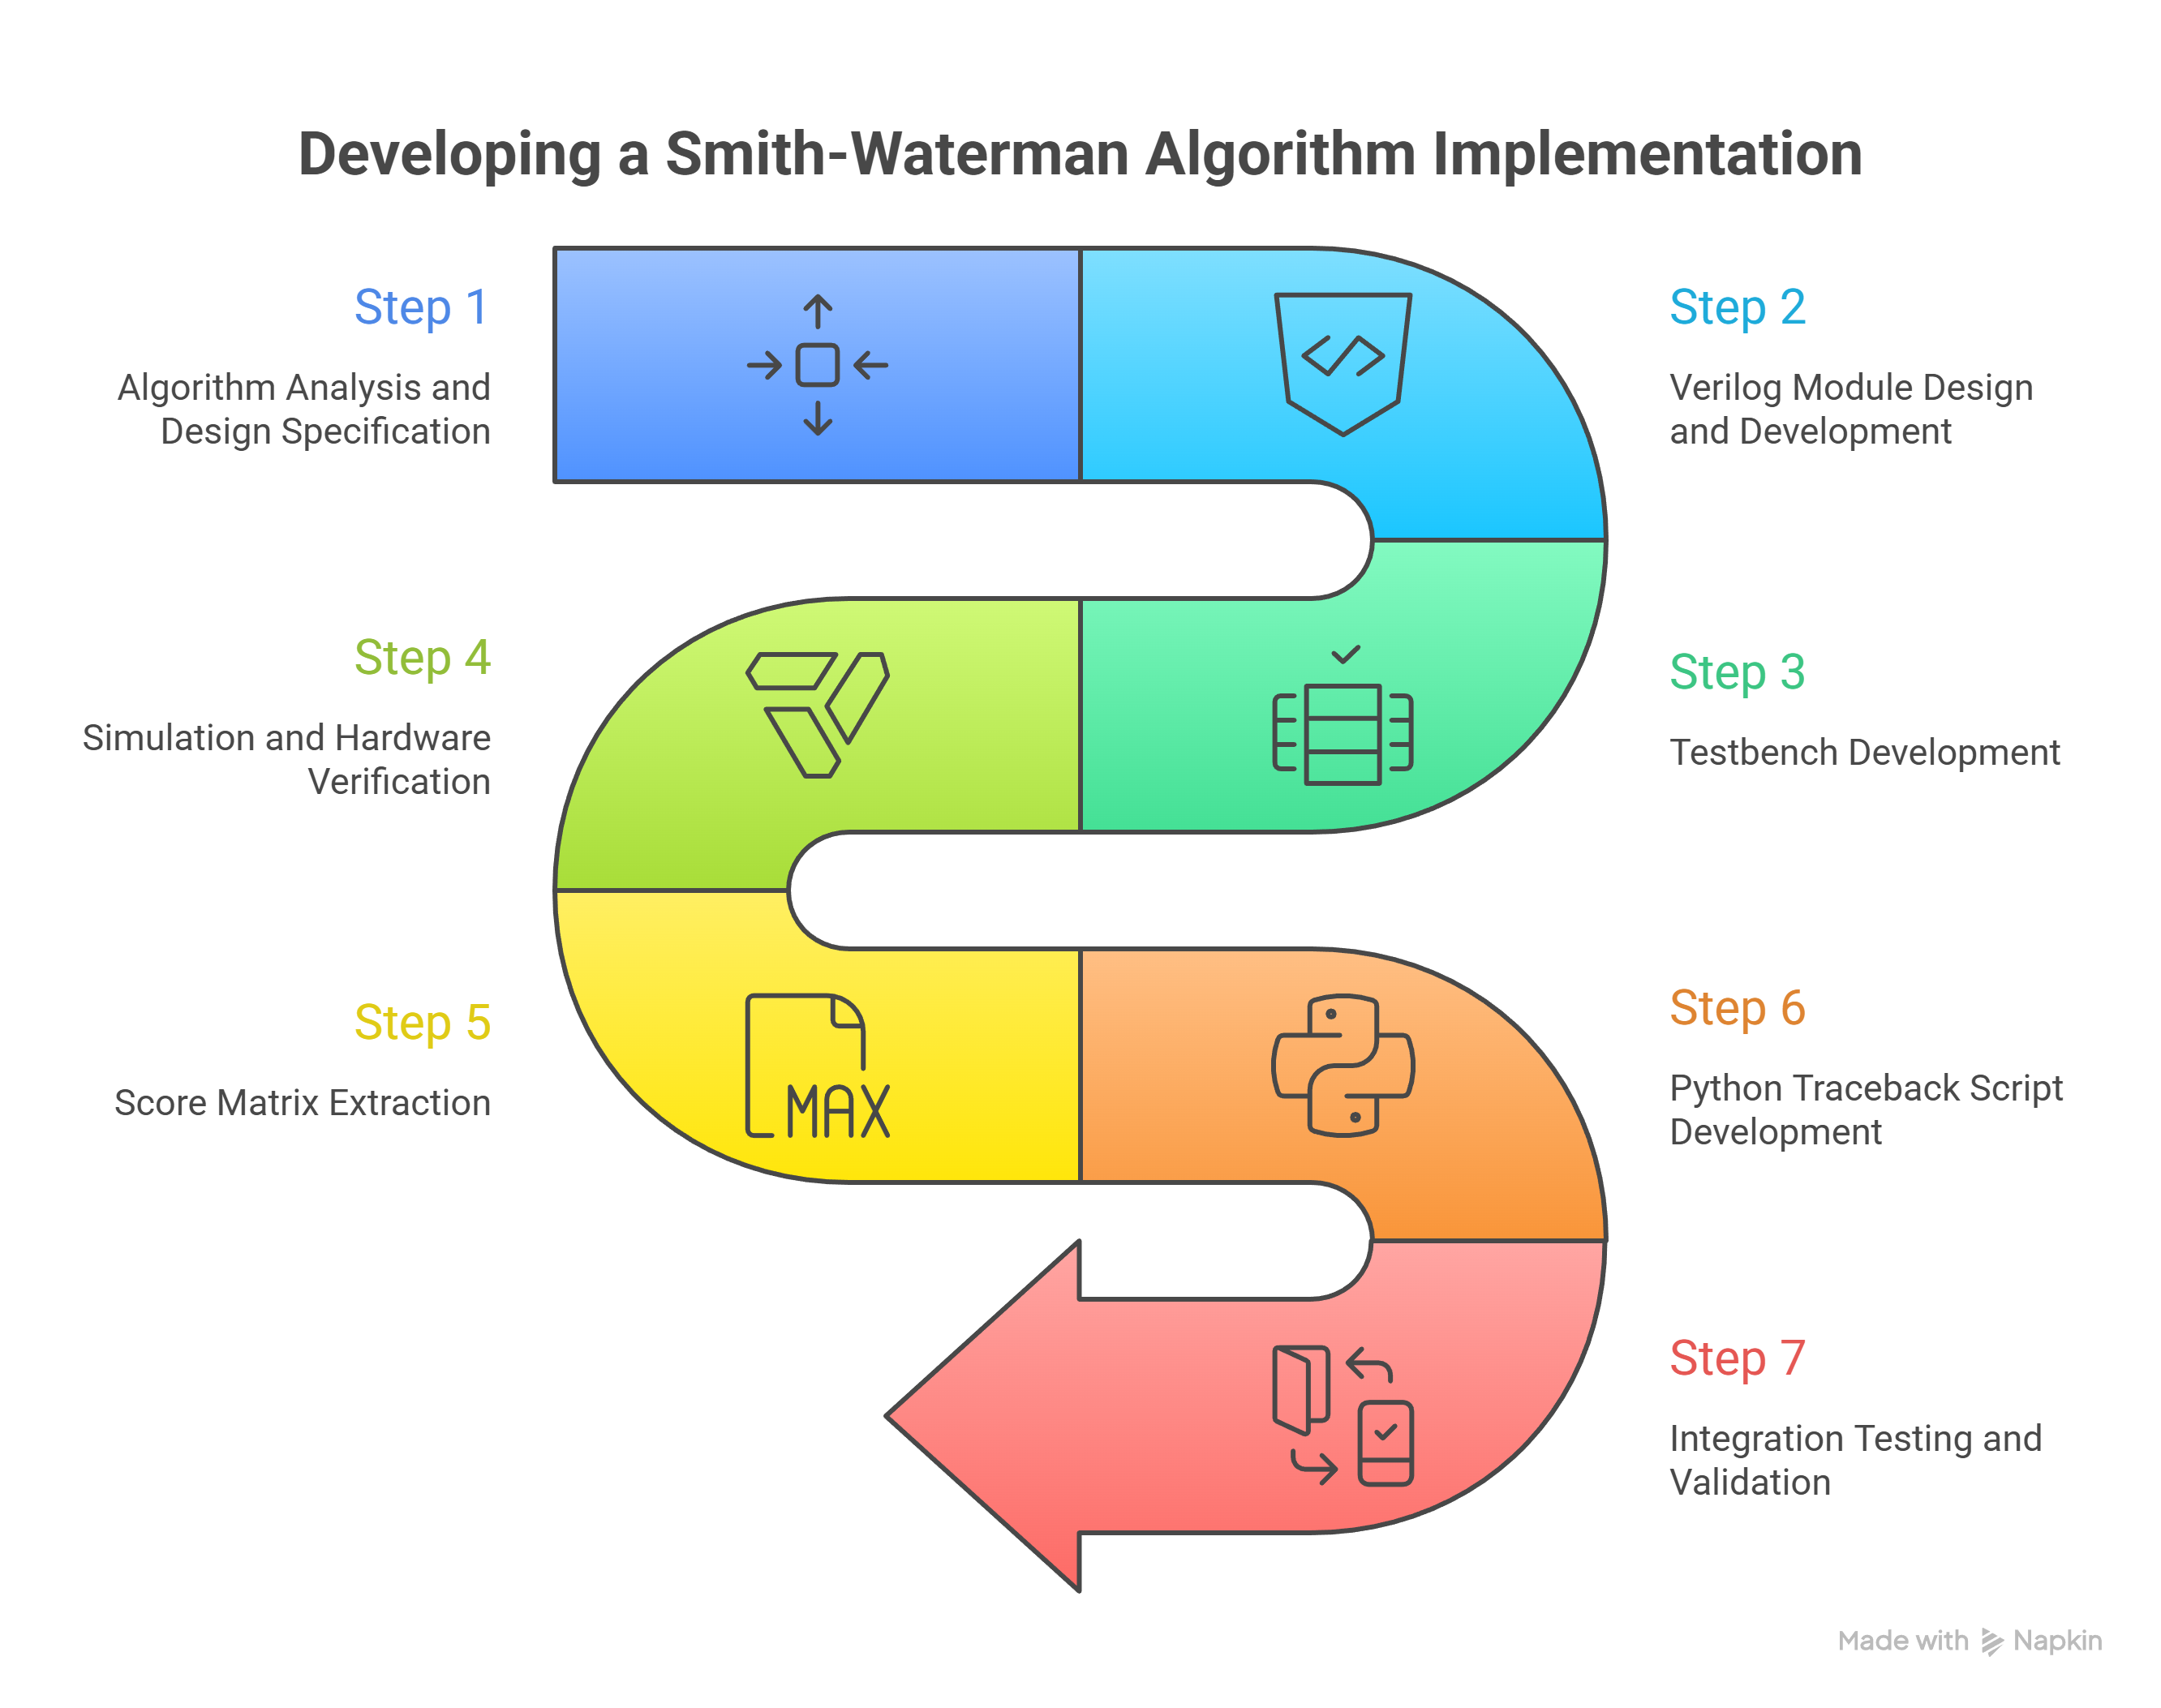 Developing a Smith-Waterman Algorithm Implementation
Step 1
Algorithm Analysis and
Design Specification
Step 2
Verilog Module Design
and Development
Step 3
Testbench Development
Step 4
Simulation and Hardware
Verification
Step 5
Score Matrix Extraction
MAX
Step 6
Python Traceback Script
Development
Step 7
Integration Testing and
Validation
Made with Napkin